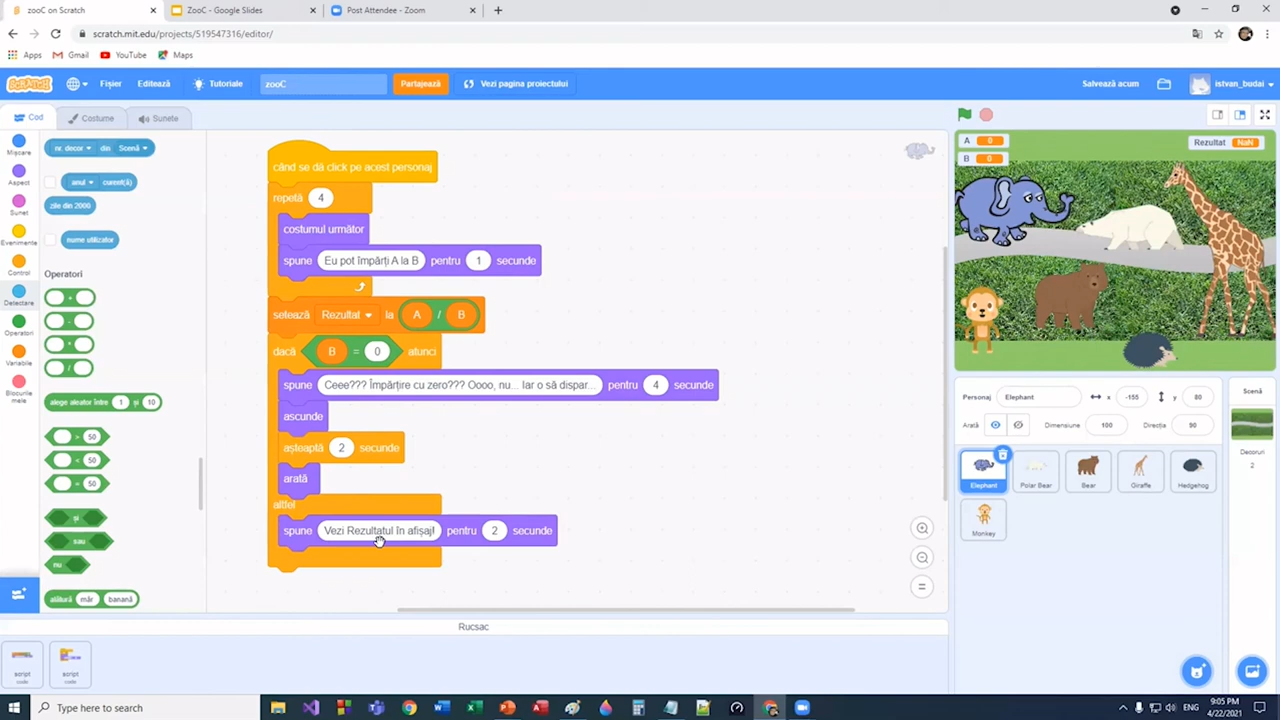 zooC on Scratch
ZooC - Google Slides
Post Attendee - Zoom
scratch.mit.edu/projects/519547316/editor/
Apps
Gmail
YouTube
Maps
SCRATCH
Fișier
Editează
Tutoriale
zooC
Partajează
Vezi pagina proiectului
Salvează acum
istvan_budai
Cod
Costume
Sunete
Mișcare
Aspect
Sunet
Evenimente
Control
Detectare
Operatori
Variabile
Blocurile mele
nr. decor din Scenă
anul curent(ă)
zile din 2000
nume utilizator
Operatori
+
-
*
/
alege aleator între 1 și 10
> 50
< 50
= 50
și
sau
nu
alătură măr banană
când se dă click pe acest personaj
repetă 4
costumul următor
spune Eu pot împărți A la B pentru 1 secunde
setează Rezultat la A / B
dacă B = 0 atunci
spune Ceee??? Împărțire cu zero??? Oooo, nu... Iar o să dispar... pentru 4 secunde
ascunde
așteaptă 2 secunde
arată
altfel
spune Vezi Rezultatul în afișaj! pentru 2 secunde
A 0
B 0
Rezultat NaN
Personaj Elephant x -155 y 80
Arată Dimensiune 100 Direcția 90
Elephant
Polar Bear
Bear
Giraffe
Hedgehog
Monkey
Scenă
Decoruri
2
Rucsac
script
code
script
code
Type here to search
ENG
9:05 PM
4/22/2021